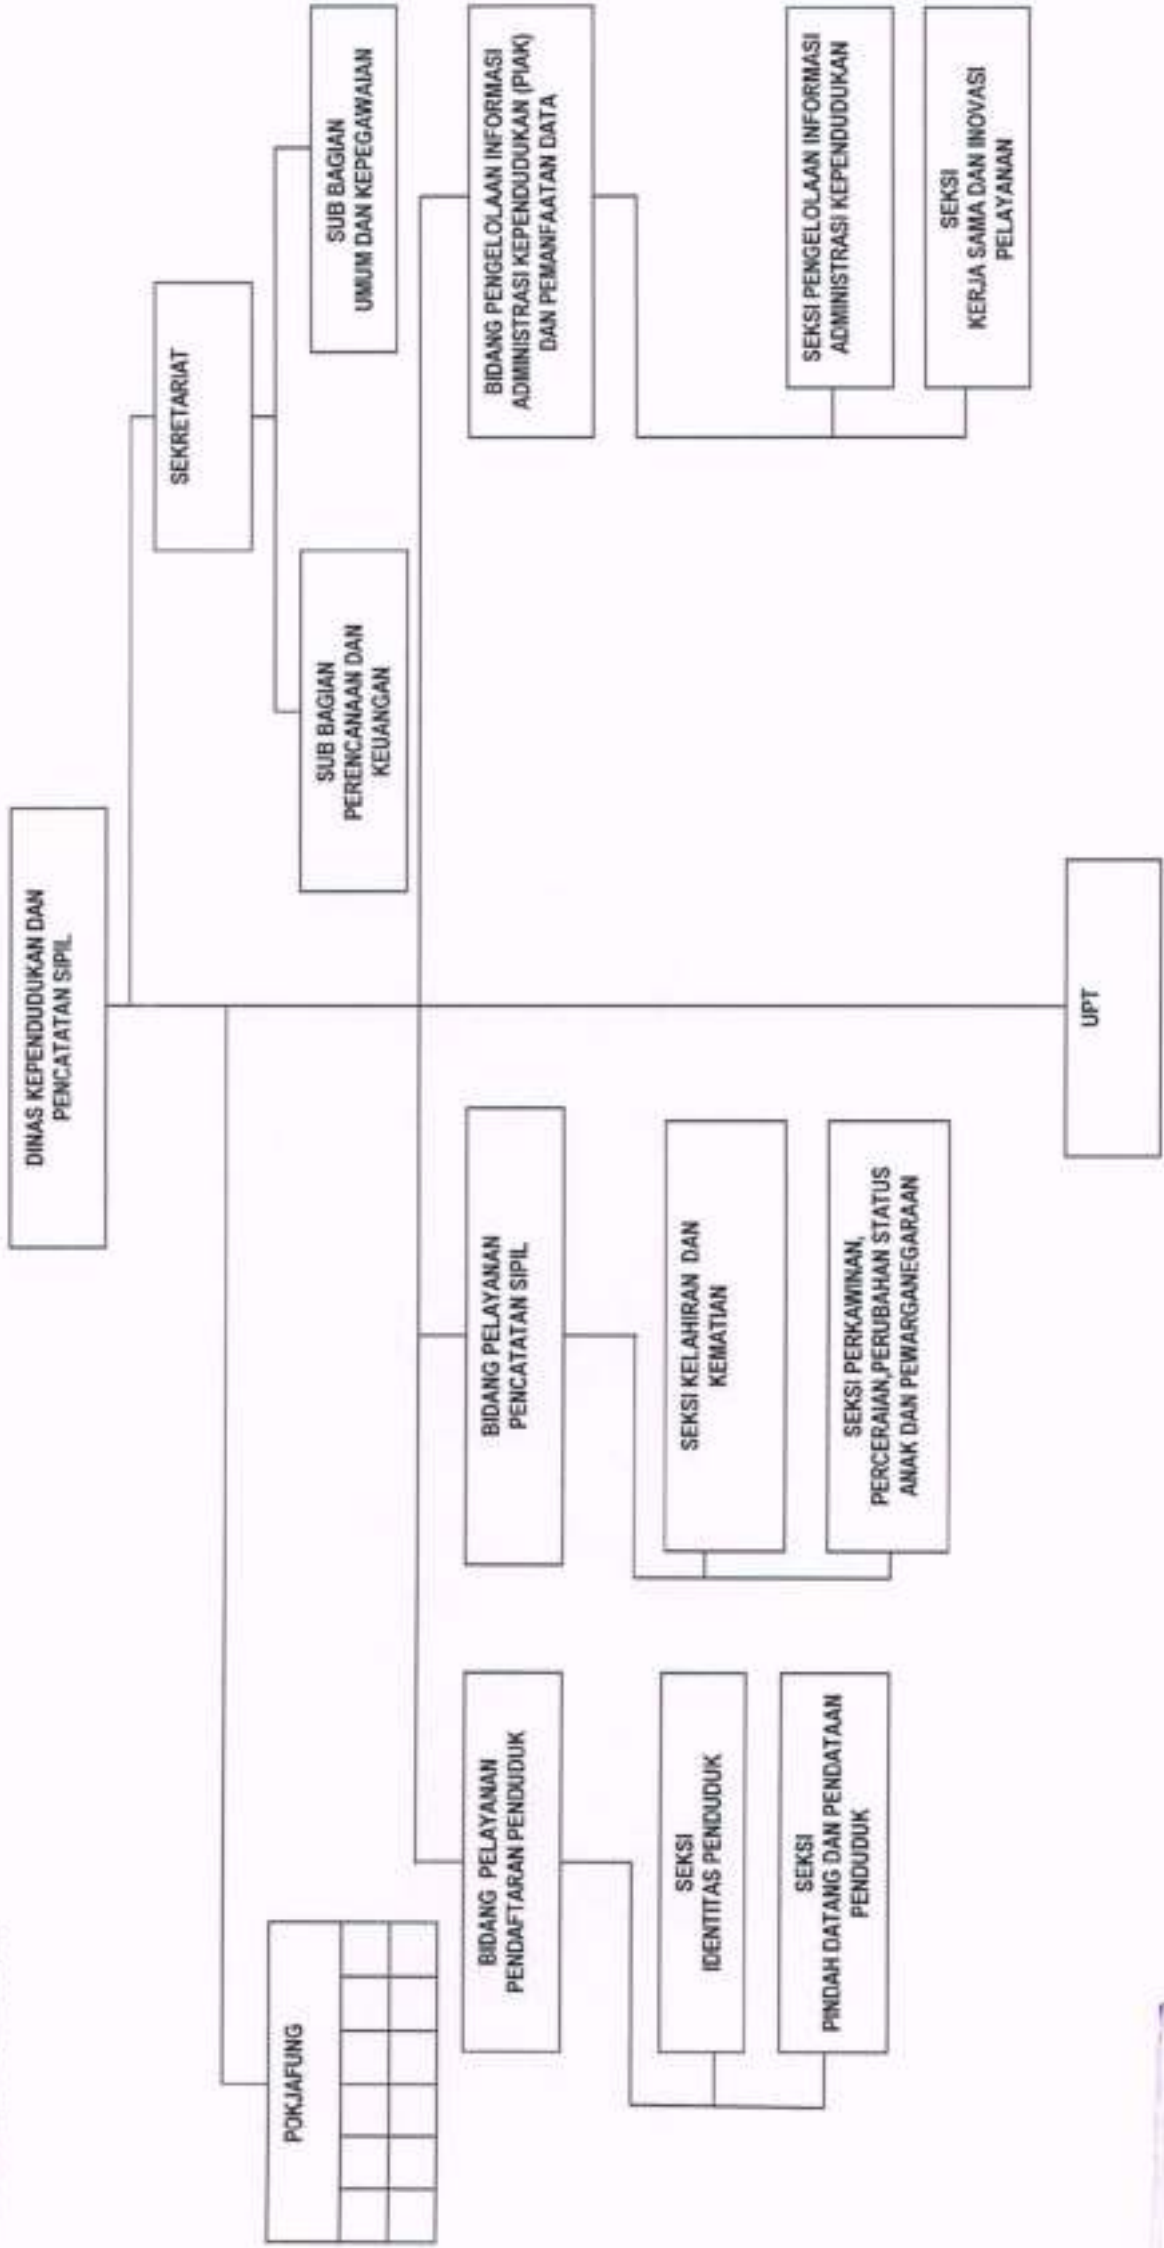 DINAS KEPENDUDUKAN DAN
PENCATATAN SIPIL
SEKRETARIAT
POKJAFUNG
SUB BAGIAN
PERENCANAAN DAN
KEUANGAN
SUB BAGIAN
UMUM DAN KEPEGAWAIAN
BIDANG PELAYANAN
PENDAFTARAN PENDUDUK
BIDANG PELAYANAN
PENCATATAN SIPIL
BIDANG PENGELOLAAN INFORMASI
ADMINISTRASI KEPENDUDUKAN (PIAK)
DAN PEMANFAATAN DATA
SEKSI
IDENTITAS PENDUDUK
SEKSI KELAHIRAN DAN
KEMATIAN
SEKSI PENGELOLAAN INFORMASI
ADMINISTRASI KEPENDUDUKAN
SEKSI
PINDAH DATANG DAN PENDATAAN
PENDUDUK
SEKSI PERKAWINAN,
PERCERAIAN,PERUBAHAN STATUS
ANAK DAN PEWARGANEGARAAN
SEKSI
KERJA SAMA DAN INOVASI
PELAYANAN
UPT